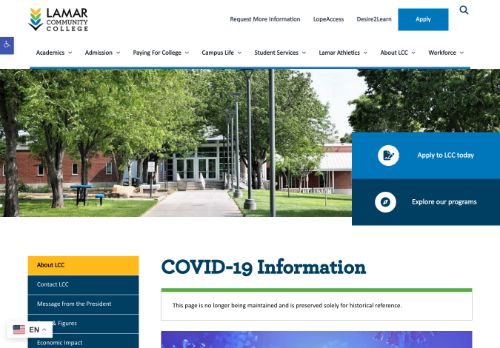 LAMAR
COMMUNITY
COLLEGE
Request More Information LopeAccess Desire2Learn Apply
Academics Admission Paying For College Campus Life Student Services Lamar Athletics About LCC Workforce
Apply to LCC today
Explore our programs
About LCC
Contact LCC
Message from the President
& Figures
Economic Impact
EN
COVID-19 Information
This page is no longer being maintained and is preserved solely for historical reference.